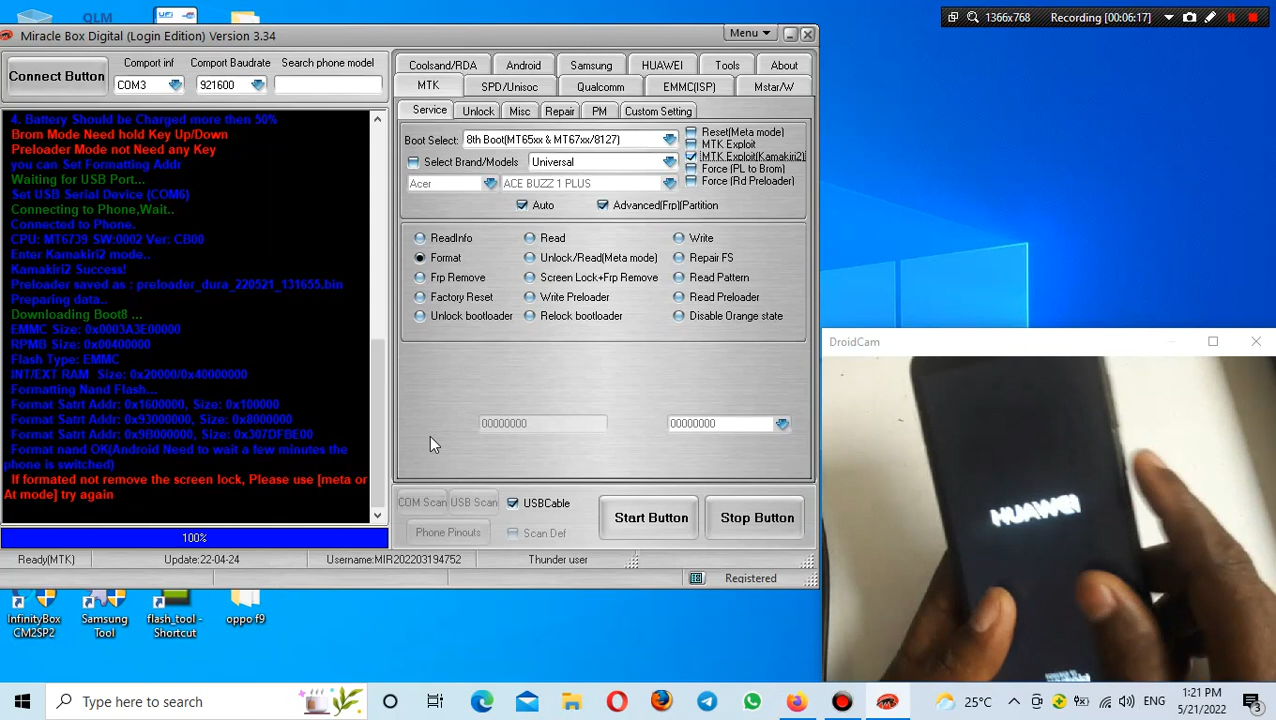 QLM
1366x768
Recording [00:06:17]
Miracle Box Digital (Login Edition) Version 3.34
Menu
Connect Button
Comport inf
Comport Baudrate
Search phone model
COM3
921600
Coolsand/RDA
Android
Samsung
HUAWEI
Tools
About
MTK
SPD/Unisoc
Qualcomm
EMMC(ISP)
Mstar/W
Service
Unlock
Misc
Repair
PM
Custom Setting
Boot Select:
8th Boot(MT65xx & MT67xx/8127)
Reset(Meta mode)
MTK Exploit
MTK Exploit(Kamakiri2)
Force (PL to Brom)
Force (Rd Preloader)
Select Brand/Models
Universal
Acer
ACE BUZZ 1 PLUS
Auto
Advanced(Frp)(Partition
ReadInfo
Read
Write
Format
Unlock/Read(Meta mode)
Repair FS
Frp Remove
Screen Lock+Frp Remove
Read Pattern
Factory Reset
Write Preloader
Read Preloader
Unlock bootloader
Relock bootloader
Disable Orange state
00000000
00000000
COM Scan
USB Scan
USBCable
Start Button
Stop Button
Phone Pinouts
Scan Def
4. Battery Should be Charged more then 50%
Brom Mode Need hold Key Up/Down
Preloader Mode not Need any Key
you can Set Formatting Addr
Waiting for USB Port...
Set USB Serial Device (COM6)
Connecting to Phone,Wait..
Connected to Phone.
CPU: MT6739 SW:0002 Ver: CB00
Enter Kamakiri2 mode..
Kamakiri2 Success!
Preloader saved as : preloader_dura_220521_131655.bin
Preparing data..
Downloading Boot8 ...
EMMC Size: 0x0003A3E00000
RPMB Size: 0x00400000
Flash Type: EMMC
INT/EXT RAM Size: 0x20000/0x40000000
Formatting Nand Flash...
Format Satrt Addr: 0x1600000, Size: 0x100000
Format Satrt Addr: 0x93000000, Size: 0x8000000
Format Satrt Addr: 0x9B000000, Size: 0x307DFBE00
Format nand OK(Android Need to wait a few minutes the
phone is switched)
If formated not remove the screen lock, Please use [meta or
At mode] try again
100%
Ready(MTK)
Update:22-04-24
Username:MIR202203194752
Thunder user
Registered
DroidCam
HUAWEI
InfinityBox
CM2SP2
Samsung
Tool
flash_tool -
Shortcut
oppo f9
Type here to search
25°C
ENG
1:21 PM
5/21/2022
3